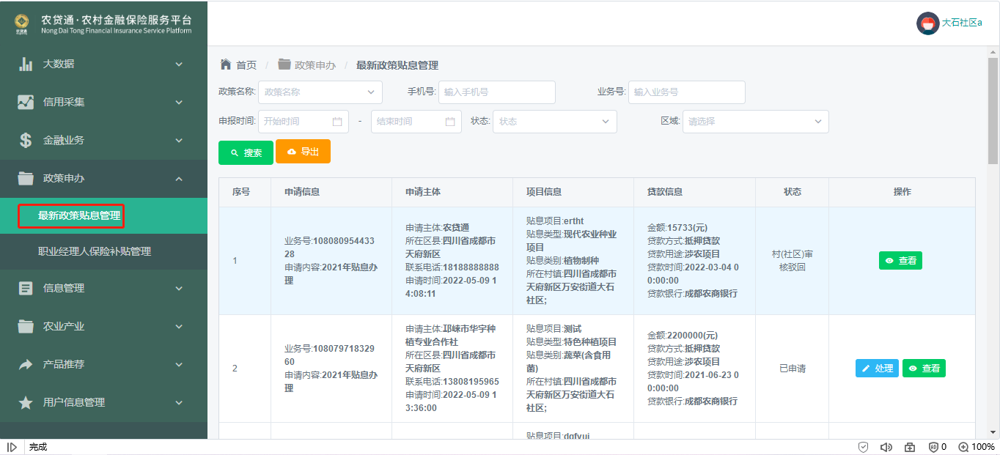 农贷通·农村金融保险服务平台
Nong Dai Tong Financial Insurance Service Platform
大石社区a
大数据
信用采集
金融业务
政策申办
最新政策贴息管理
职业经理人保险补贴管理
信息管理
农业产业
产品推荐
用户信息管理
首页 / 政策申办 / 最新政策贴息管理
政策名称: 政策名称 手机号: 输入手机号 业务号: 输入业务号
申报时间: 开始时间 - 结束时间 状态: 状态 区域: 请选择
搜索 导出
序号 申请信息 申请主体 项目信息 贷款信息 状态 操作
1
业务号:108080954433
28
申请内容:2021年贴息办
理
申请主体:农贷通
所在区县:四川省成都市
天府新区
联系电话:18188888888
申请时间:2022-05-09 1
4:08:11
贴息项目:ertht
贴息类型:现代农业种业
项目
贴息类别:植物制种
所在村镇:四川省成都市
天府新区万安街道大石
社区;
金额:15733(元)
贷款方式:抵押贷款
贷款用途:涉农项目
贷款时间:2022-03-04 0
0:00:00
贷款银行:成都农商银行
村(社区)审
核驳回
查看
2
业务号:108079718329
60
申请内容:2021年贴息办
理
申请主体:邛崃市华宇种
植专业合作社
所在区县:四川省成都市
天府新区
联系电话:13808195965
申请时间:2022-05-09 1
3:36:00
贴息项目:测试
贴息类型:特色种植项目
贴息类别:蔬菜(含食用
菌)
所在村镇:四川省成都市
天府新区万安街道大石
社区;
金额:2200000(元)
贷款方式:抵押贷款
贷款用途:涉农项目
贷款时间:2021-06-23 0
0:00:00
贷款银行:成都农商银行
已申请
处理 查看
贴息项目:dgfyui
完成
0 100%